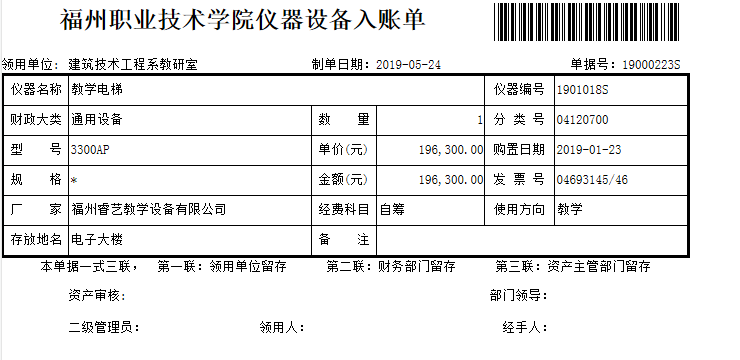 福州职业技术学院仪器设备入账单
领用单位: 建筑技术工程系教研室 制单日期: 2019-05-24 单据号: 19000223S
仪器名称 教学电梯 仪器编号 1901018S
财政大类 通用设备 数 量 1 分 类 号 04120700
型 号 3300AP 单价(元) 196,300.00 购置日期 2019-01-23
规 格 * 金额(元) 196,300.00 发 票 号 04693145/46
厂 家 福州睿艺教学设备有限公司 经费科目 自筹 使用方向 教学
存放地名 电子大楼 备 注
本单据一式三联， 第一联: 领用单位留存 第二联: 财务部门留存 第三联: 资产主管部门留存
资产审核: 部门领导:
二级管理员: 领用人: 经手人: